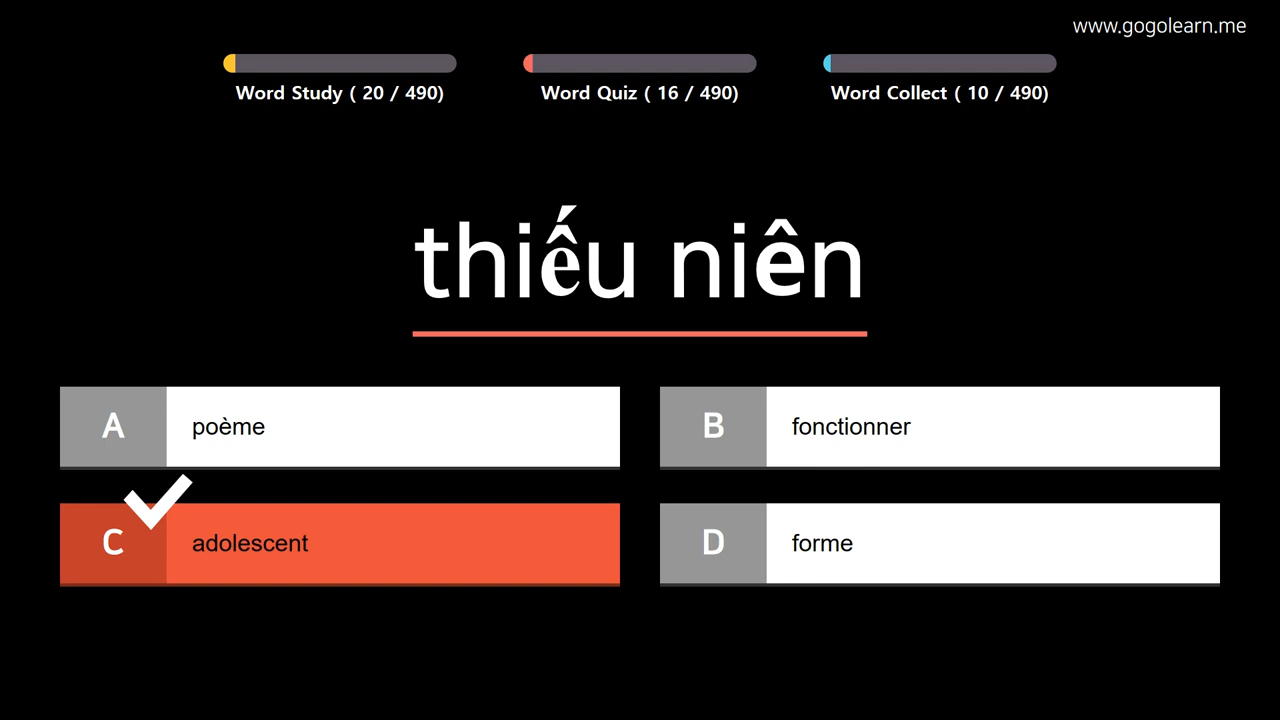 www.gogolearn.me
Word Study ( 20 / 490)
Word Quiz ( 16 / 490)
Word Collect ( 10 / 490)
thiếu niên
A poème
B fonctionner
C adolescent
D forme